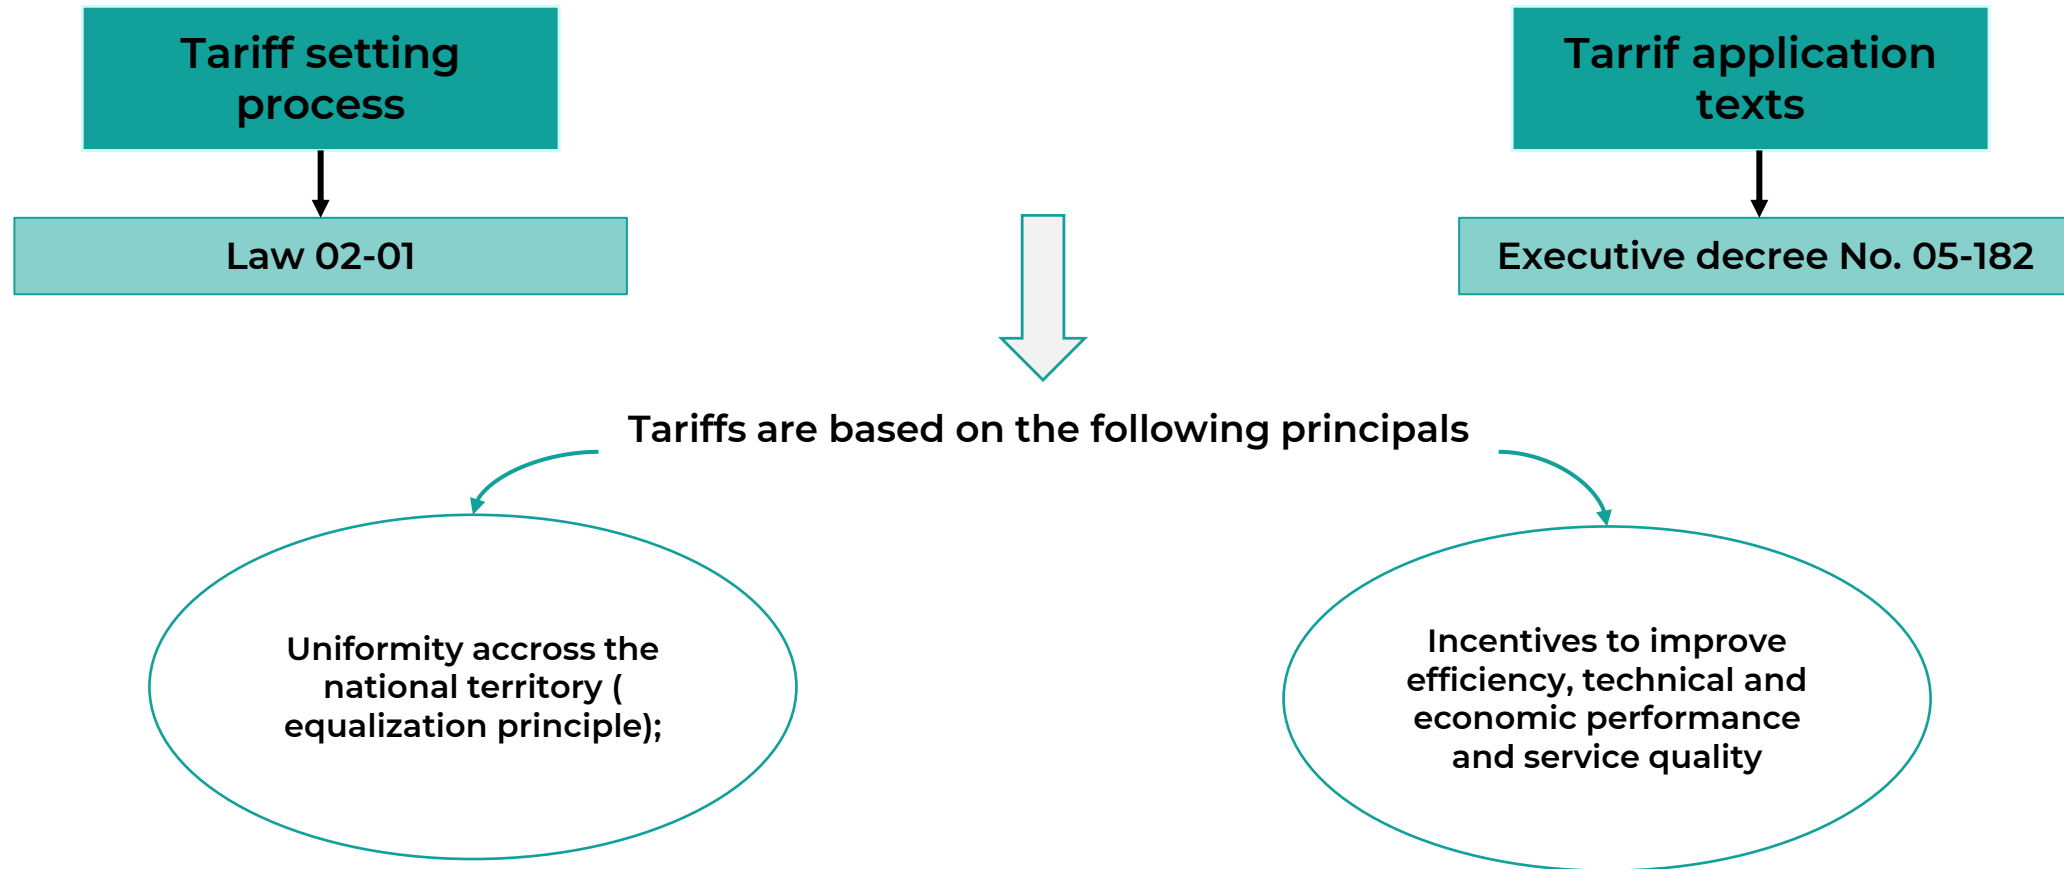 Tariff setting
process
Tarrif application
texts
Law 02-01
Executive decree No. 05-182
Tariffs are based on the following principals
Uniformity accross the
national territory (
equalization principle);
Incentives to improve
efficiency, technical and
economic performance
and service quality